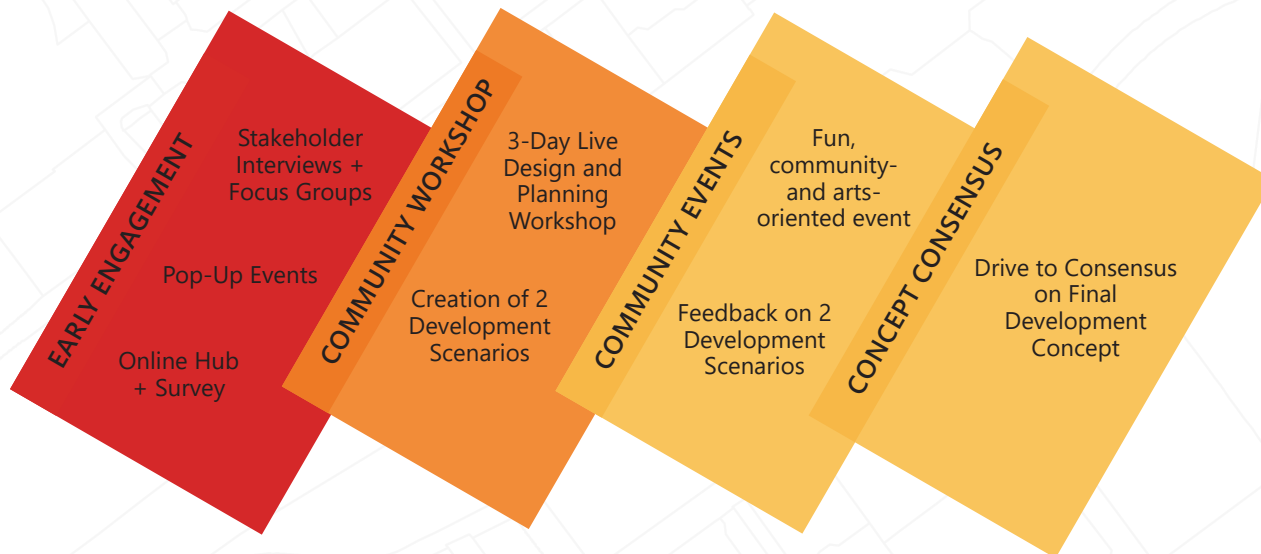 EARLY ENGAGEMENT
Stakeholder
Interviews +
Focus Groups
Pop-Up Events
Online Hub
+ Survey
COMMUNITY WORKSHOP
3-Day Live
Design and
Planning
Workshop
Creation of 2
Development
Scenarios
COMMUNITY EVENTS
Fun,
community-
and arts-
oriented event
Feedback on 2
Development
Scenarios
CONCEPT CONSENSUS
Drive to Consensus
on Final
Development
Concept